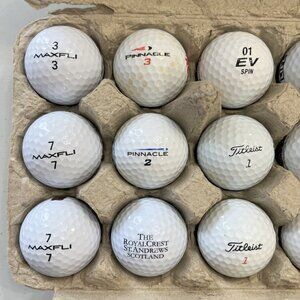 3
MAXFLI
3
PINNACLE
3
01
EV
SPIN
7
MAXFLI
7
PINNACLE
2
Titleist
1
7
MAXFLI
7
THE
ROYAL CREST
ST. ANDREWS
SCOTLAND
Titleist
1